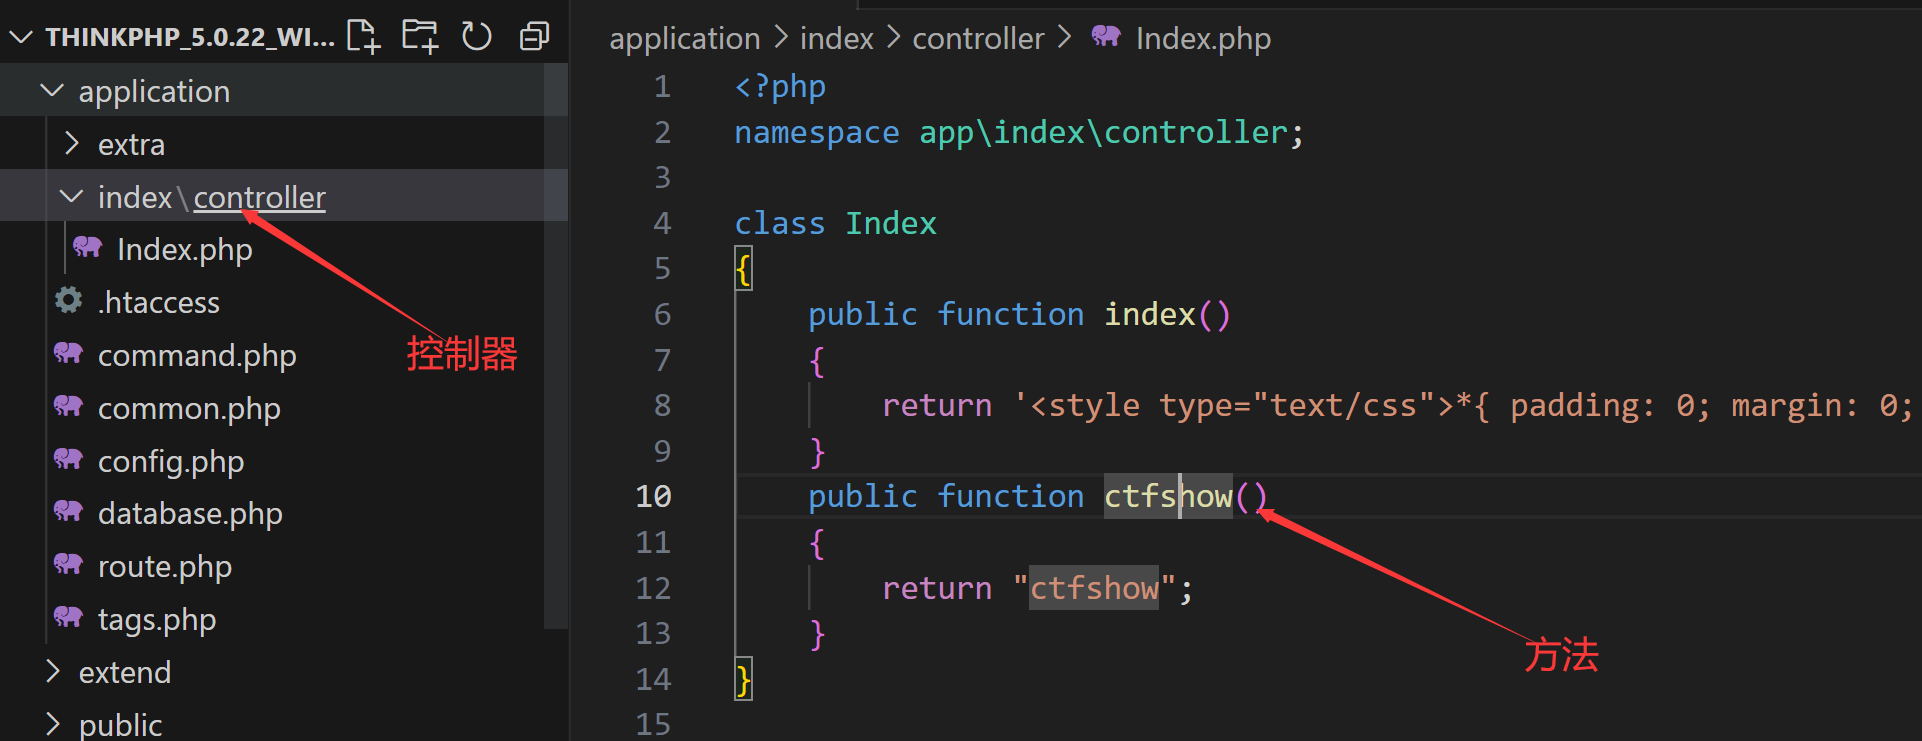 THINKPHP_5.0.22_WI...
application
extra
index\controller
Index.php
.htaccess
command.php
common.php
config.php
database.php
route.php
tags.php
extend
public
控制器
application > index > controller > Index.php
1 <?php
2 namespace app\index\controller;
3
4 class Index
5 {
6 public function index()
7 {
8 return '<style type="text/css">*{ padding: 0; margin: 0;
9 }
10 public function ctfshow()
11 {
12 return "ctfshow";
13 }
14 }
15
方法